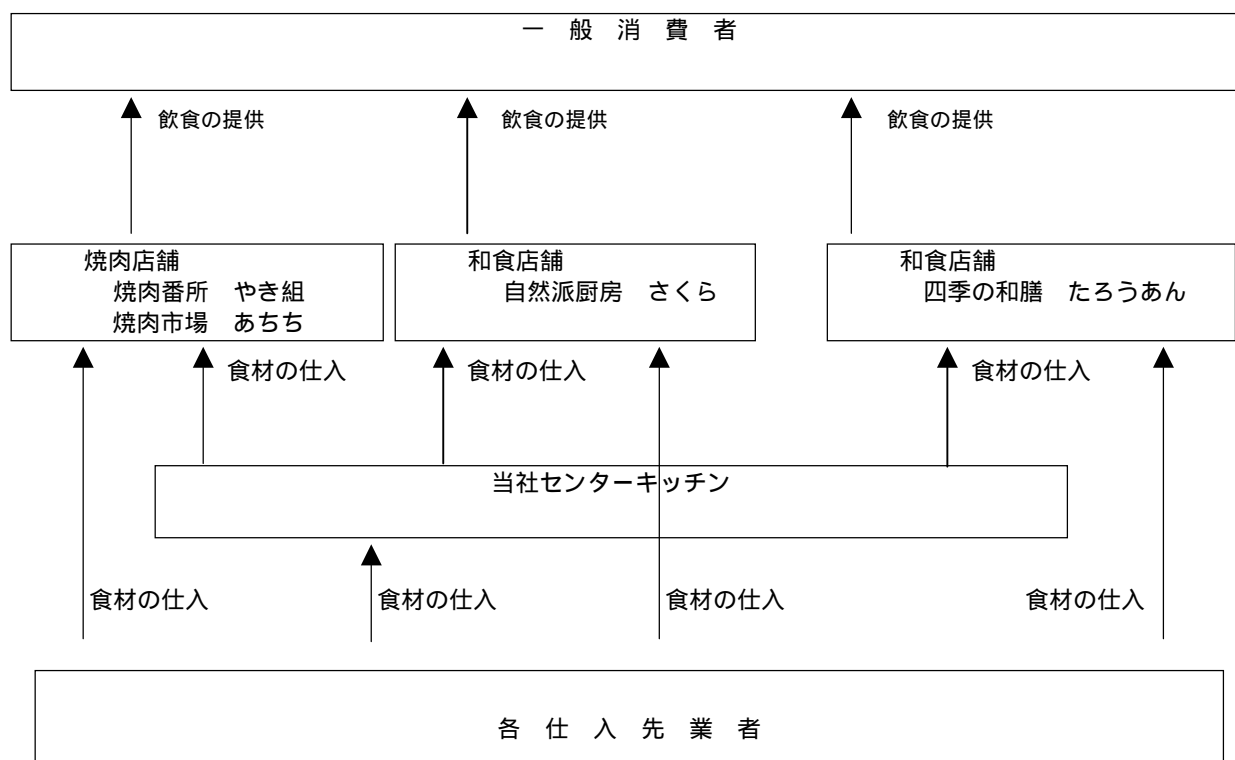 一 般 消 費 者
飲食の提供
飲食の提供
飲食の提供
焼肉店舗
焼肉番所　やき組
焼肉市場　あちち
和食店舗
自然派厨房　さくら
和食店舗
四季の和膳　たろうあん
食材の仕入
食材の仕入
食材の仕入
当社センターキッチン
食材の仕入
食材の仕入
食材の仕入
食材の仕入
各 仕 入 先 業 者